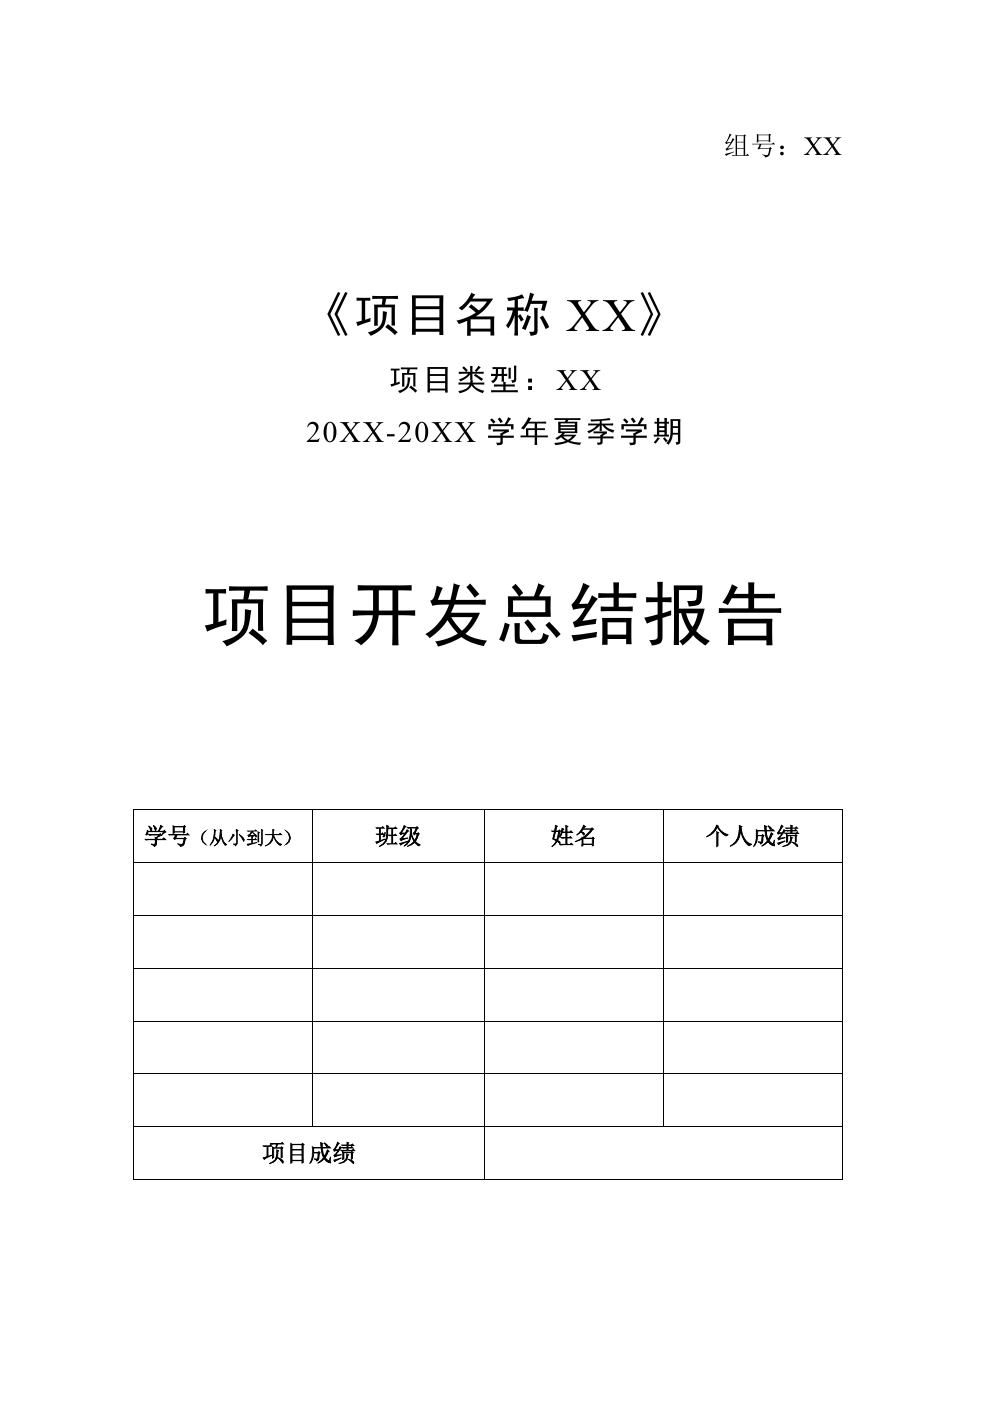 组号：XX
《项目名称 XX》
项目类型：XX
20XX-20XX 学年夏季学期
项目开发总结报告
学号（从小到大） 班级 姓名 个人成绩
项目成绩